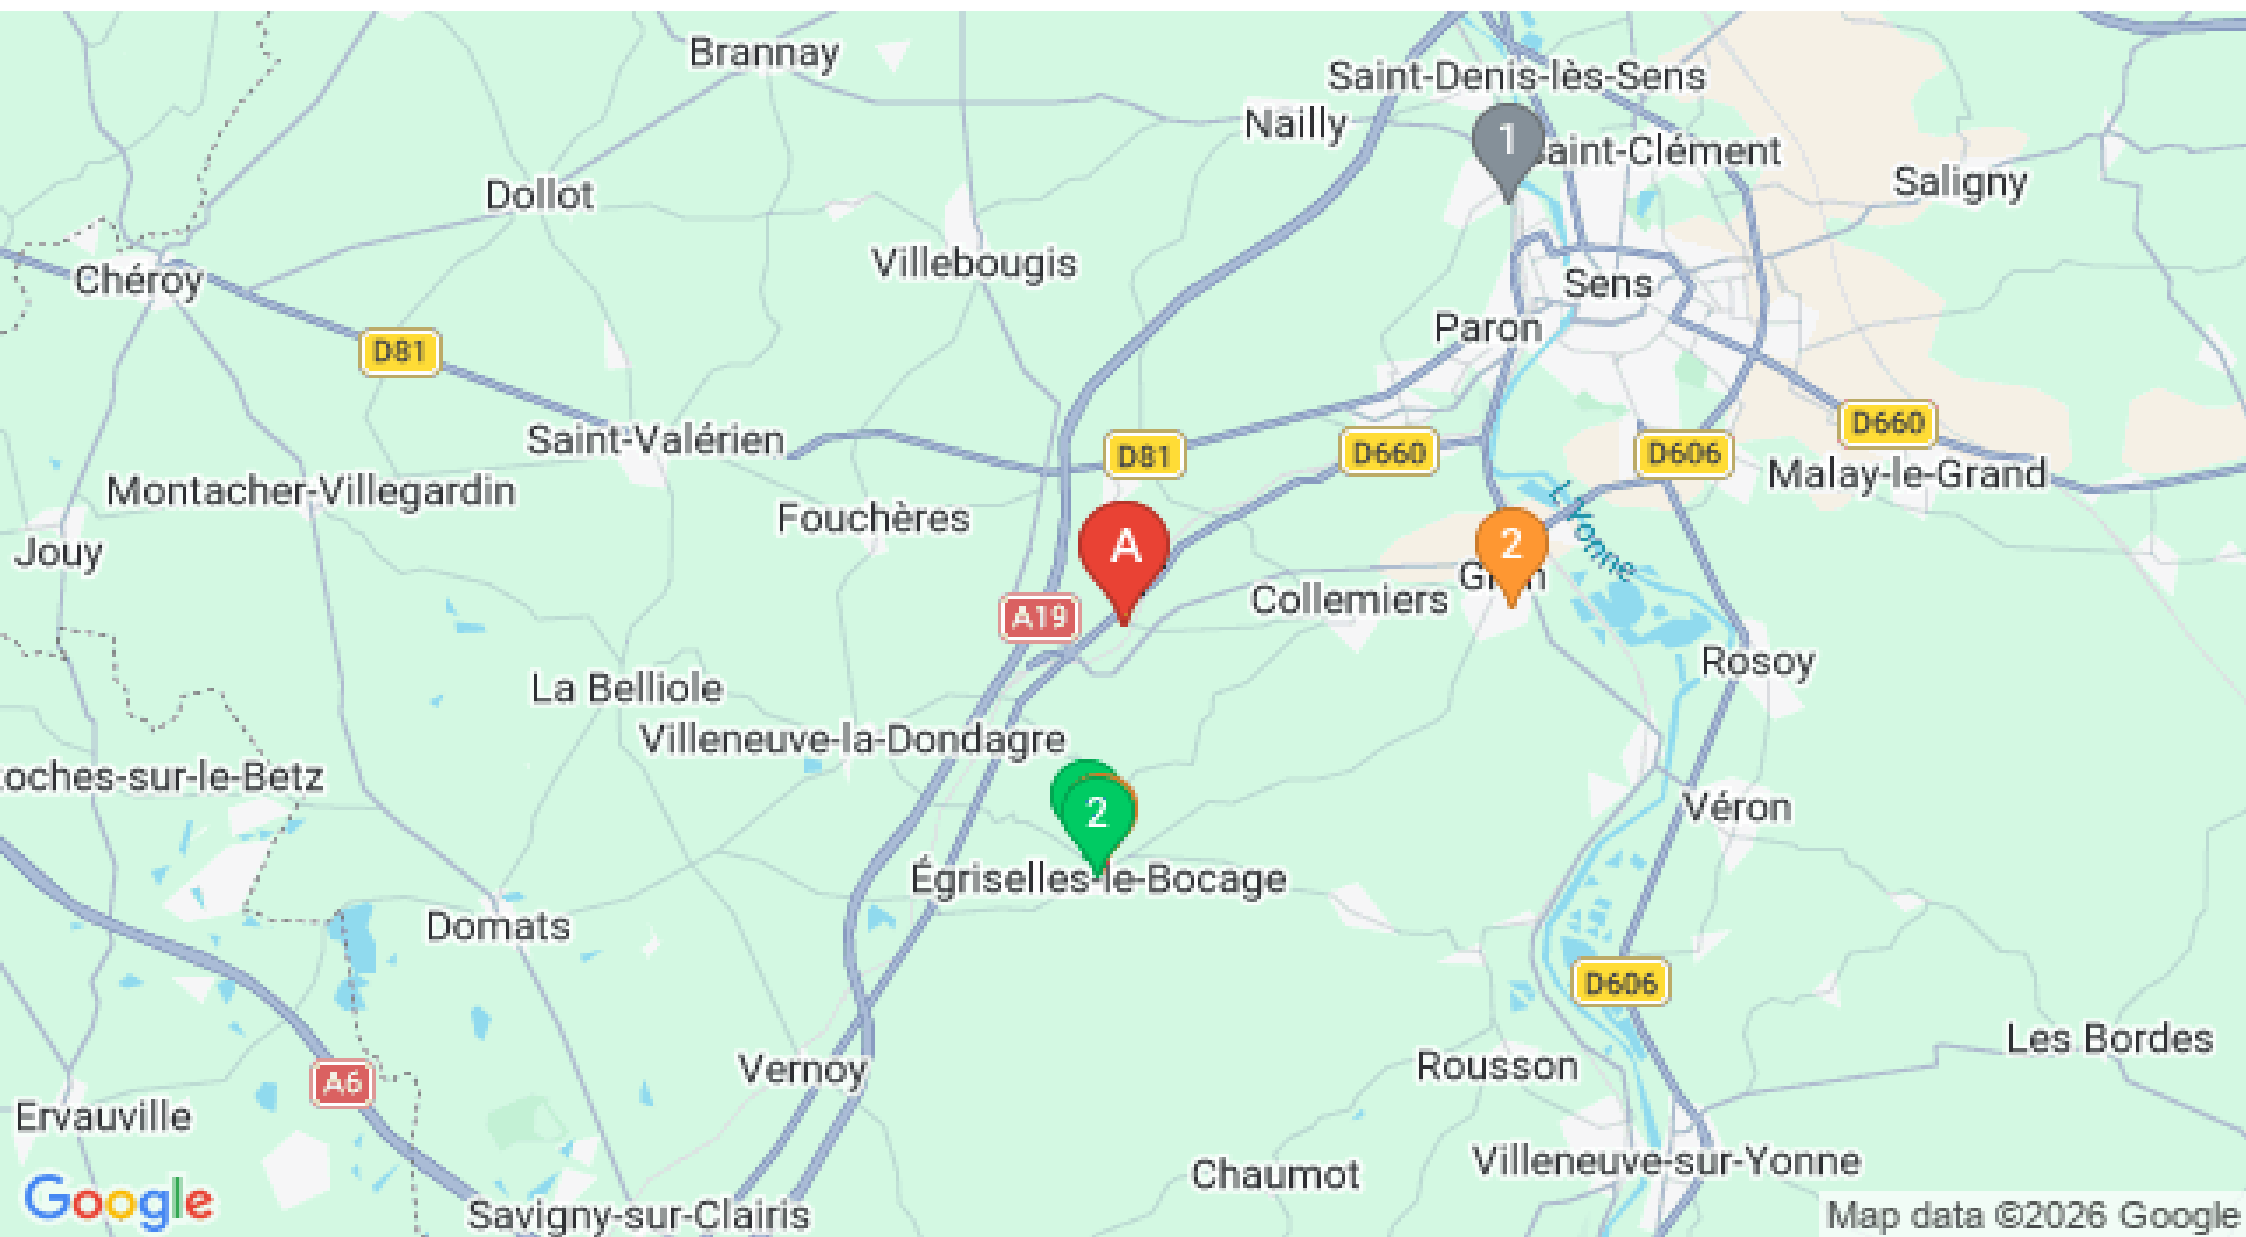 Brannay
Saint-Denis-lès-Sens
Nailly
1
aint-Clément
Saligny
Dollot
Villebougis
Chéroy
Sens
Paron
D81
D660
Saint-Valérien
D81
D660
D606
Malay-le-Grand
Montacher-Villegardin
Fouchères
L'Yonne
Jouy
A
2
Collemiers
A19
Rosoy
La Belliole
Villeneuve-la-Dondagre
oches-sur-le-Betz
2
Véron
Égriselles-le-Bocage
Domats
D606
Les Bordes
Vernoy
Rousson
A6
Ervauville
Chaumot
Villeneuve-sur-Yonne
Google
Savigny-sur-Clairis
Map data ©2026 Google